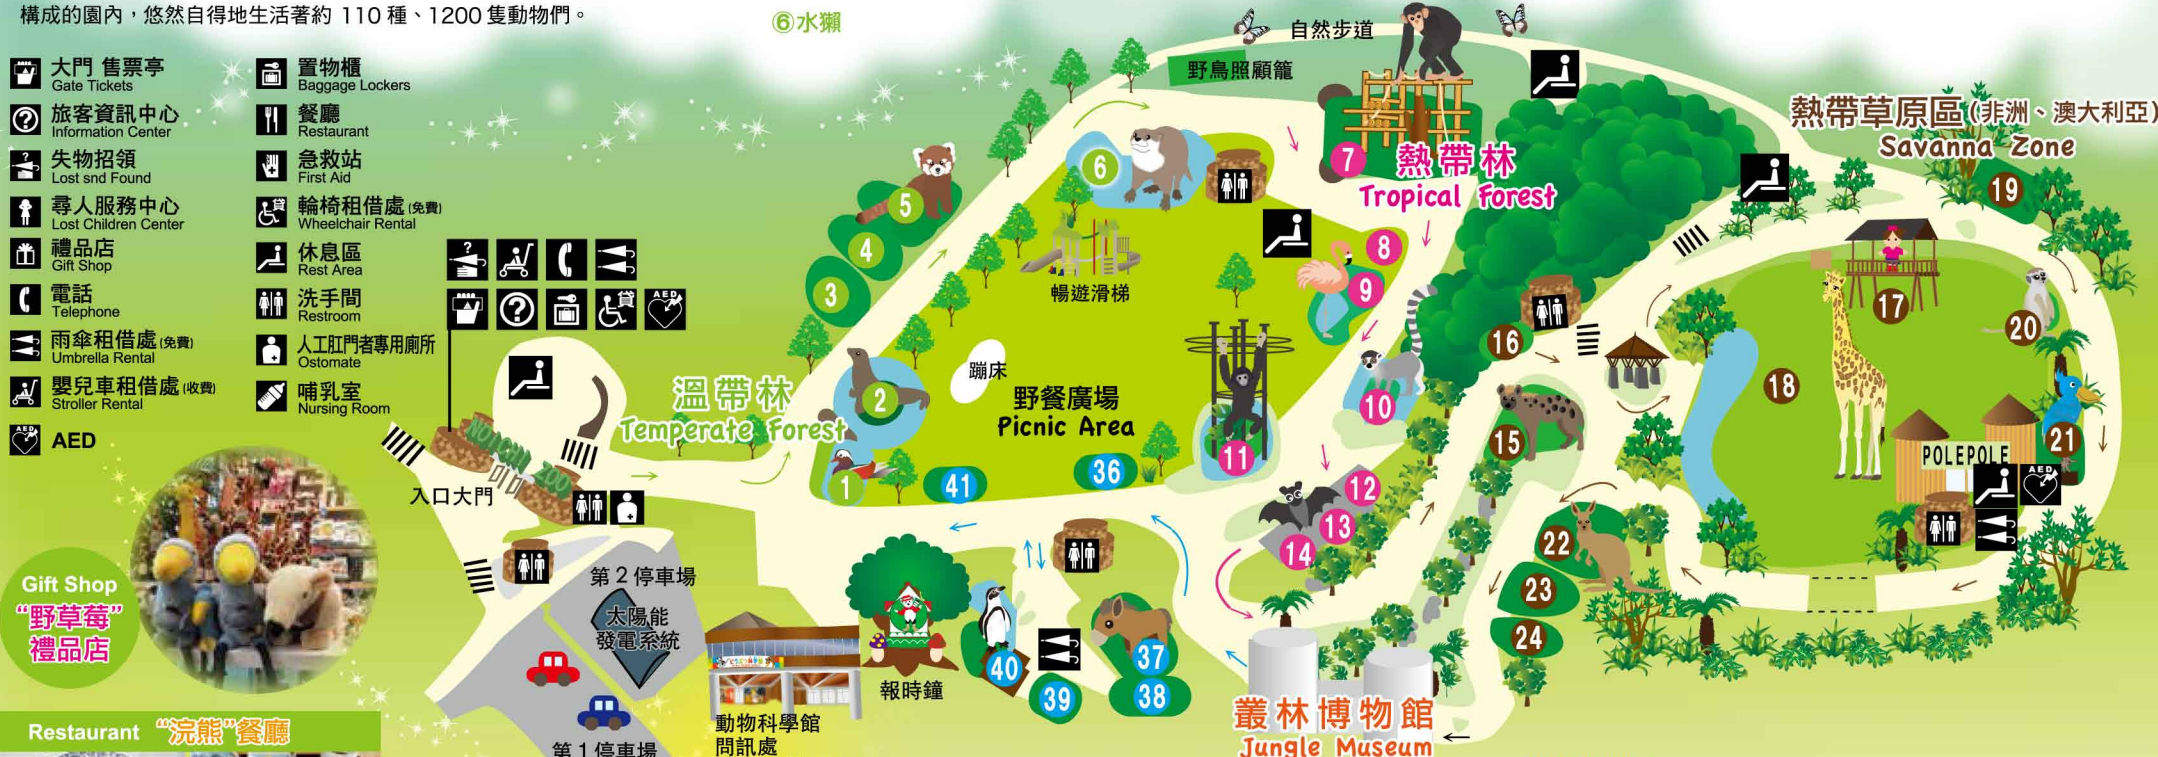 構成的園內，悠然自得地生活著約 110 種、1200 隻動物們。
⑥水獺
大門 售票亭
Gate Tickets
旅客資訊中心
Information Center
失物招領
Lost snd Found
尋人服務中心
Lost Children Center
禮品店
Gift Shop
電話
Telephone
雨傘租借處(免費)
Umbrella Rental
嬰兒車租借處(收費)
Stroller Rental
AED
AED
置物櫃
Baggage Lockers
餐廳
Restaurant
急救站
First Aid
輪椅租借處(免費)
Wheelchair Rental
休息區
Rest Area
洗手間
Restroom
人工肛門者專用廁所
Ostomate
哺乳室
Nursing Room
貸
貸
AED
自然步道
野鳥照顧籠
熱帶林
Tropical Forest
熱帶草原區(非洲、澳大利亞)
Savanna Zone
溫帶林
Temperate Forest
暢遊滑梯
蹦床
野餐廣場
Picnic Area
NOICHI ZOO
入口大門
1
2
3
4
5
6
7
8
9
10
11
12
13
14
15
16
17
18
19
20
21
22
23
24
36
37
38
39
40
41
POLEPOLE
AED
第2停車場
太陽能
發電系統
第1停車場
動物科學館
問訊處
報時鐘
叢林博物館
Jungle Museum
Gift Shop
“野草莓”
禮品店
Restaurant “浣熊”餐廳